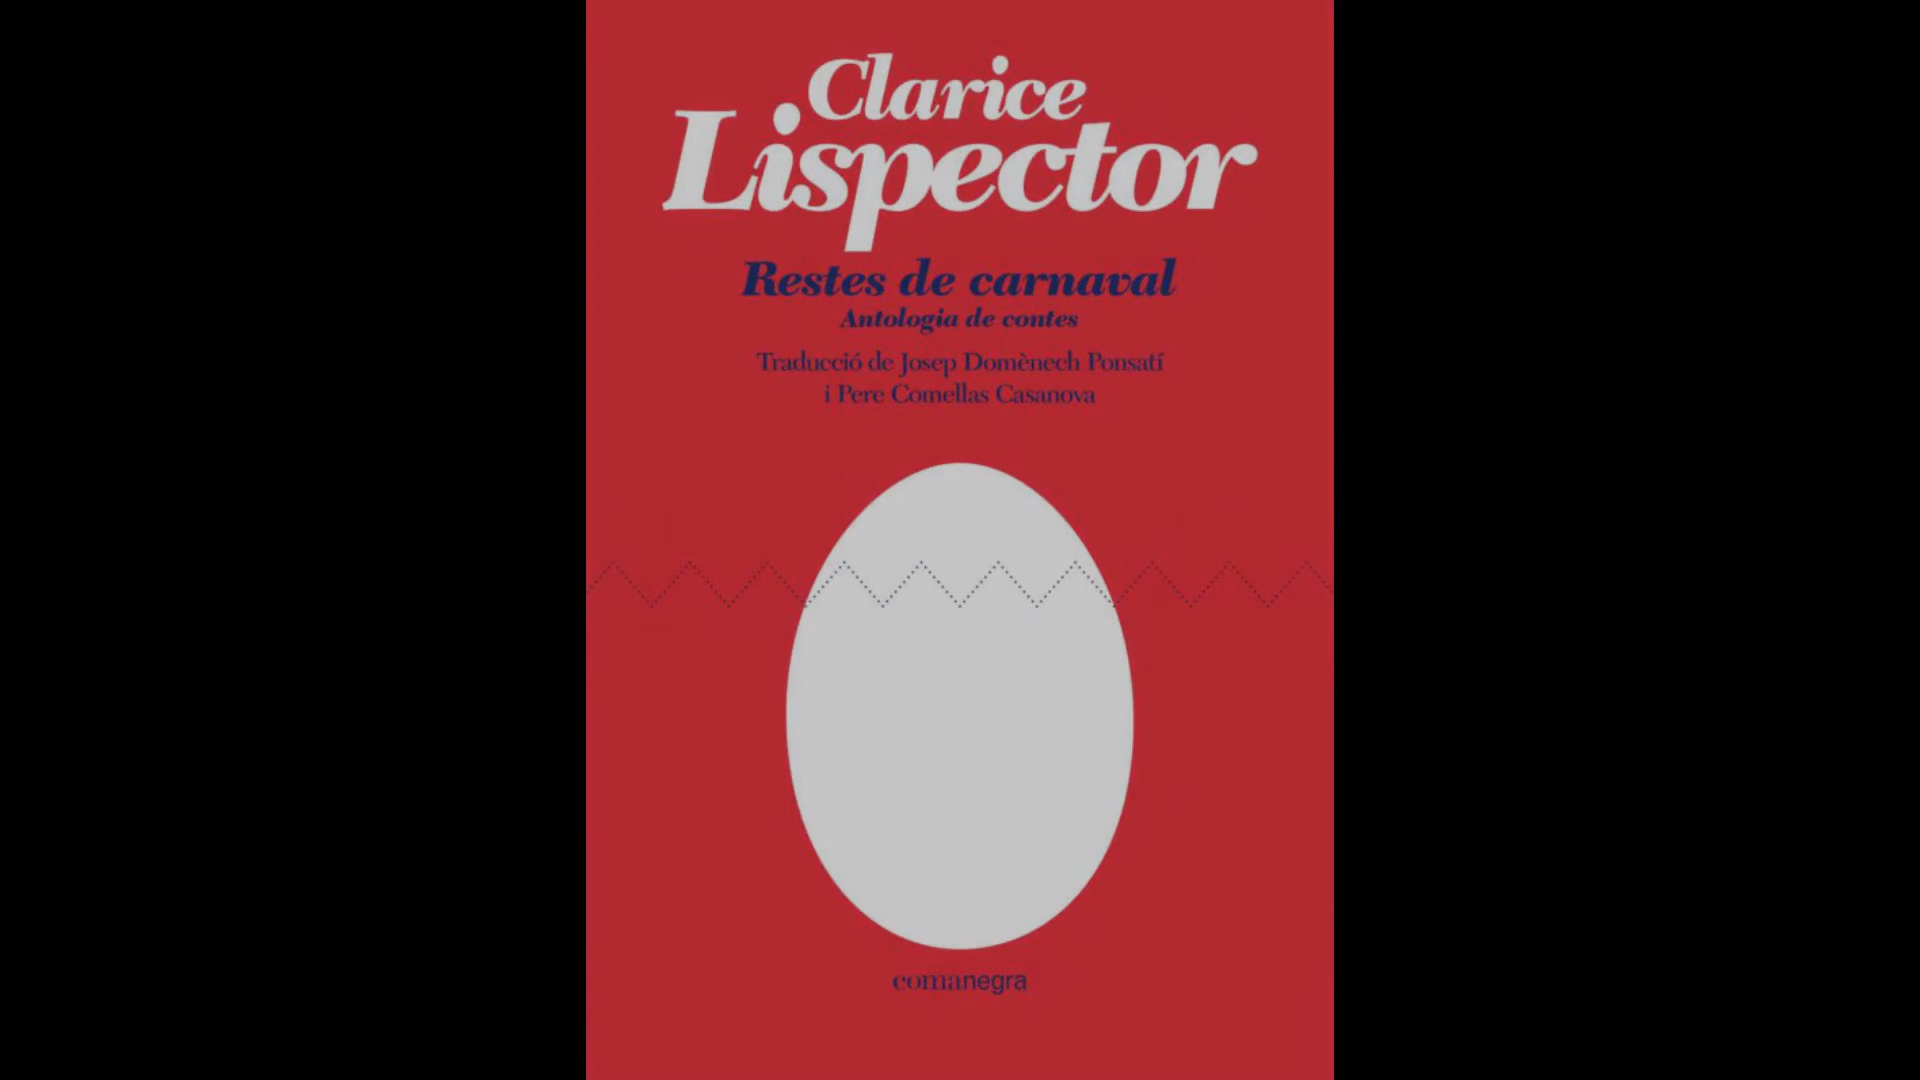 Clarice
Lispector
Restes de carnaval
Antologia de contes
Traducció de Josep Domènech Ponsatí
i Pere Comellas Casanova
comanegra